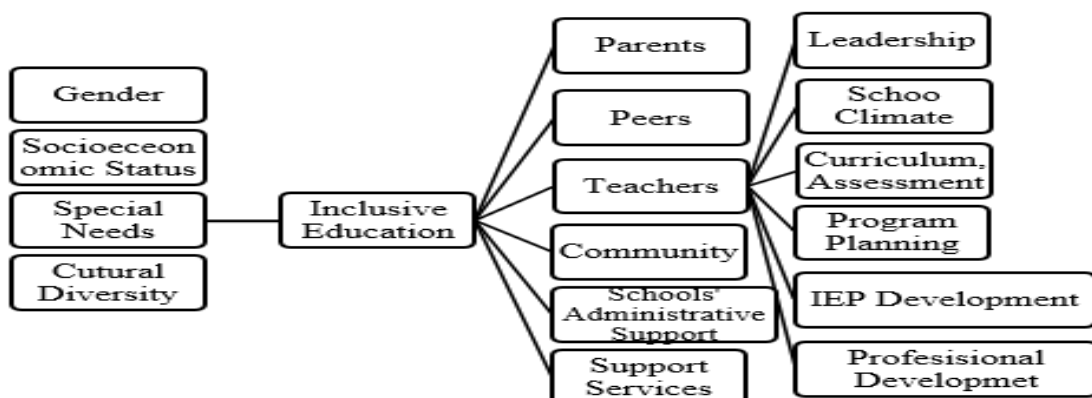 Gender
Socioeceon
omic Status
Special
Needs
Cutural
Diversity
Inclusive
Education
Parents
Peers
Teachers
Community
Schools'
Administrative
Support
Support
Services
Leadership
Schoo
Climate
Curriculum,
Assessment
Program
Planning
IEP Development
Profesisional
Developmet